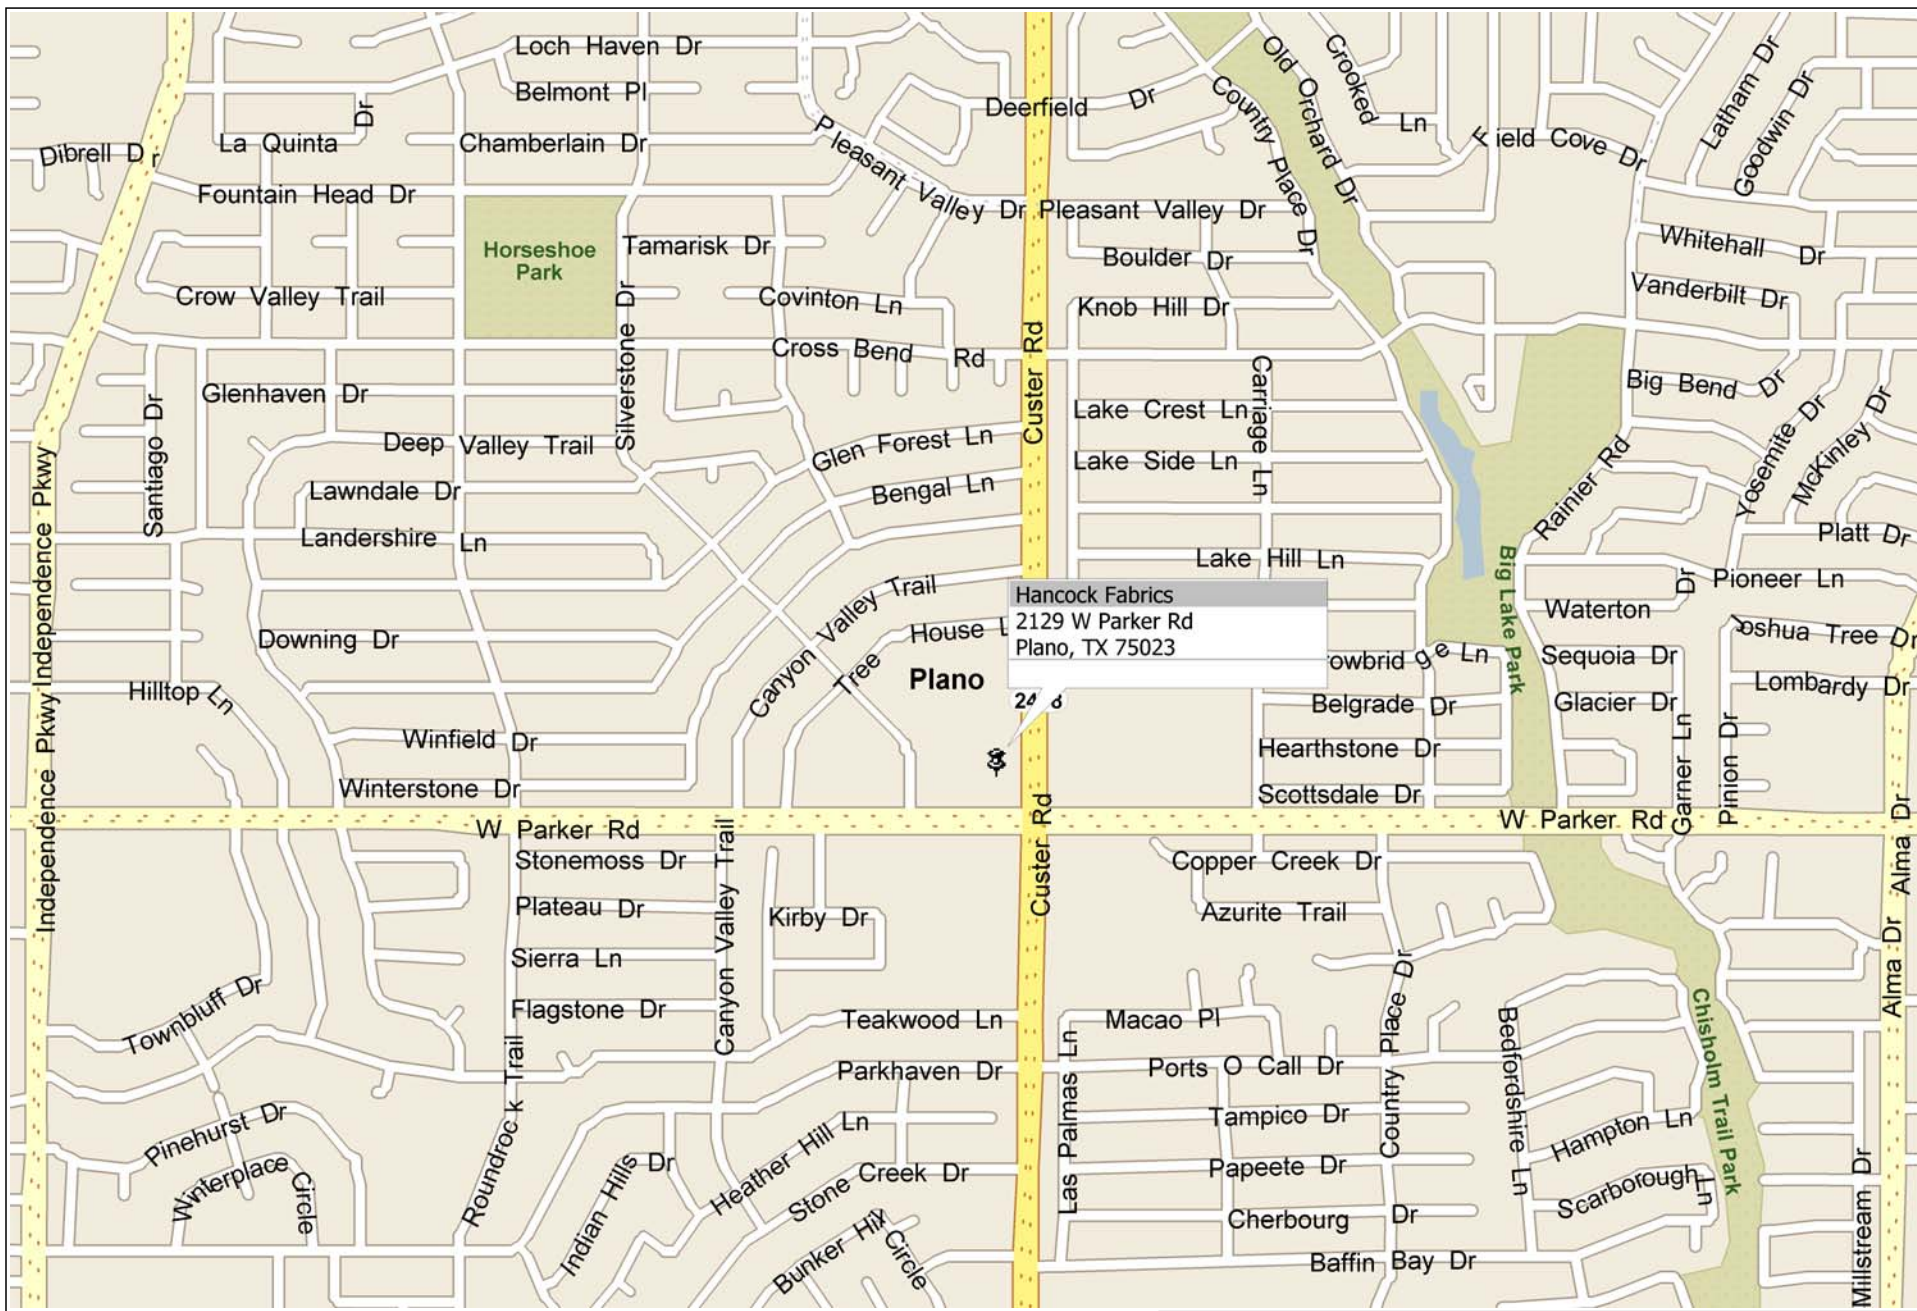 Loch Haven Dr
Belmont Pl
Deerfield Dr
Country Place Dr
Old Orchard Dr
Crooked Ln
Field Cove Dr
Latham Dr
Goodwin Dr
Dibrell Dr
La Quinta Dr
Chamberlain Dr
Pleasant Valley Dr
Fountain Head Dr
Pleasant Valley Dr
Horseshoe
Park
Tamarisk Dr
Boulder Dr
Whitehall Dr
Crow Valley Trail
Silverstone Dr
Covinton Ln
Knob Hill Dr
Vanderbilt Dr
Custer Rd
Cross Bend Rd
Carriage Ln
Big Bend Dr
Glenhaven Dr
Santiago Dr
Lake Crest Ln
Yosemite Dr
McKinley Dr
Deep Valley Trail
Glen Forest Ln
Lake Side Ln
Rainier Rd
Lawndale Dr
Bengal Ln
Independence Pkwy
Landershire Ln
Platt Dr
Lake Hill Ln
Big Lake Park
Pioneer Ln
Canyon Valley Trail
Hancock Fabrics
2129 W Parker Rd
Plano, TX 75023
Waterton Dr
Downing Dr
Tree House L
Joshua Tree Dr
rowbridge Ln
Sequoia Dr
Plano
Hilltop Ln
Lombardy Dr
Belgrade Dr
Glacier Dr
Independence Pkwy
Winfield Dr
Hearthstone Dr
Garner Ln
Pinion Dr
Winterstone Dr
Scottsdale Dr
W Parker Rd
Custer Rd
W Parker Rd
Alma Dr
Stonemoss Dr
Canyon Valley Trail
Copper Creek Dr
Plateau Dr
Kirby Dr
Azurite Trail
Sierra Ln
Alma Dr
Townbluff Dr
Flagstone Dr
Teakwood Ln
Macao Pl
Country Place Dr
Bedfordshire Ln
Chisholm Trail Park
Roundrock Trail
Parkhaven Dr
Las Palmas Ln
Ports O Call Dr
Pinehurst Dr
Heather Hill Ln
Tampico Dr
Hampton Ln
Winterplace Circle
Indian Hills Dr
Stone Creek Dr
Papeete Dr
Scarborough Ln
Millstream Dr
Cherbourg Dr
Bunker Hill Circle
Baffin Bay Dr